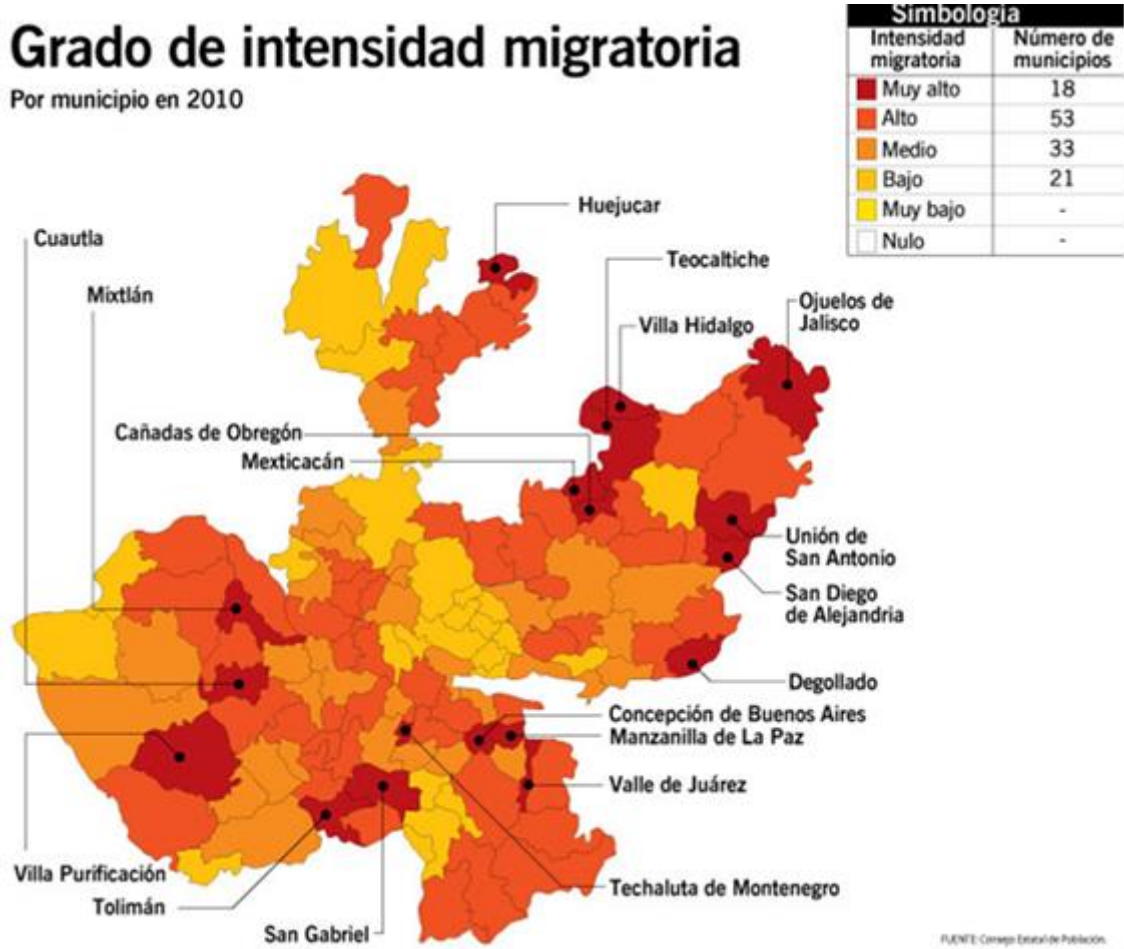 Grado de intensidad migratoria
Por municipio en 2010
Simbología
Intensidad migratoria Número de municipios
Muy alto 18
Alto 53
Medio 33
Bajo 21
Muy bajo -
Nulo -
Huejucar
Cuautla
Teocaltiche
Mixtlán
Ojuelos de
Jalisco
Villa Hidalgo
Cañadas de Obregón
Mexticacán
Unión de
San Antonio
San Diego
de Alejandria
Degollado
Concepción de Buenos Aires
Manzanilla de La Paz
Valle de Juárez
Villa Purificación
Techaluta de Montenegro
Tolimán
San Gabriel
FUENTE: Consejo Estatal de Población.